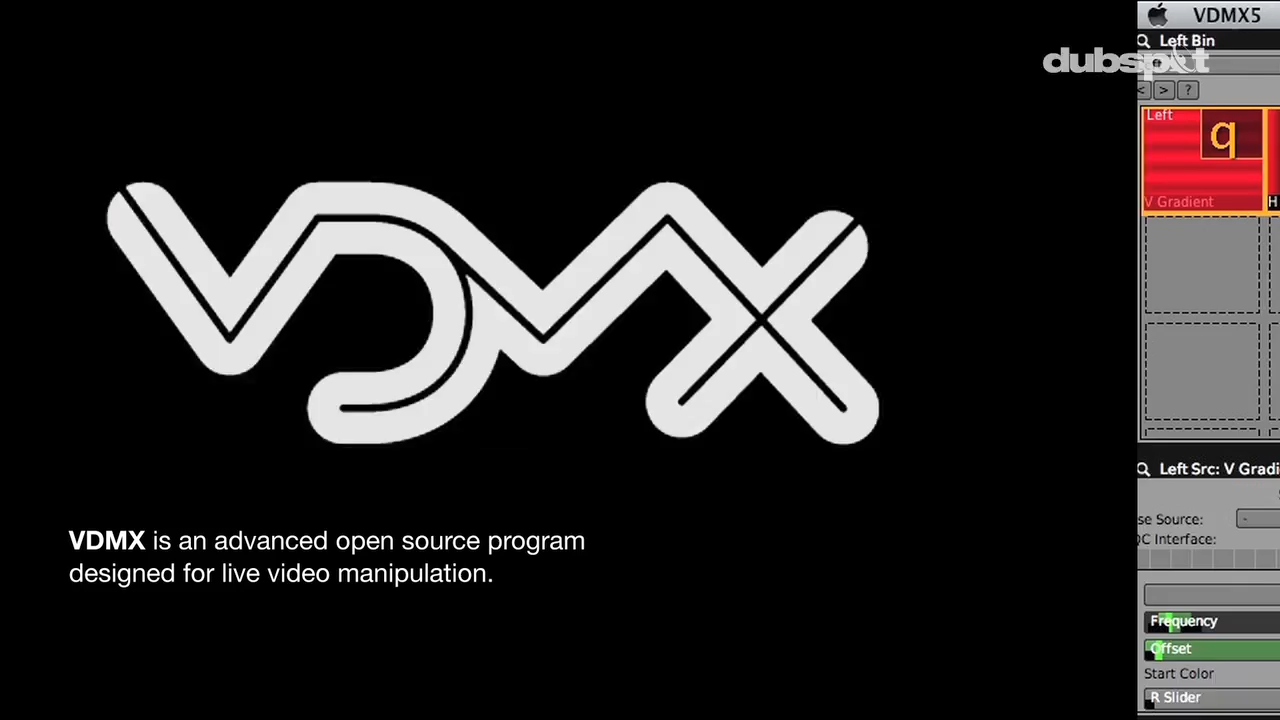 VDMX
VDMX is an advanced open source program
designed for live video manipulation.
VDMX5
Left Bin
dubspot
< > ?
Left
q
V Gradient
H
Left Src: V Gradi
se Source: -
QC Interface:
Frequency
Offset
Start Color
R Slider